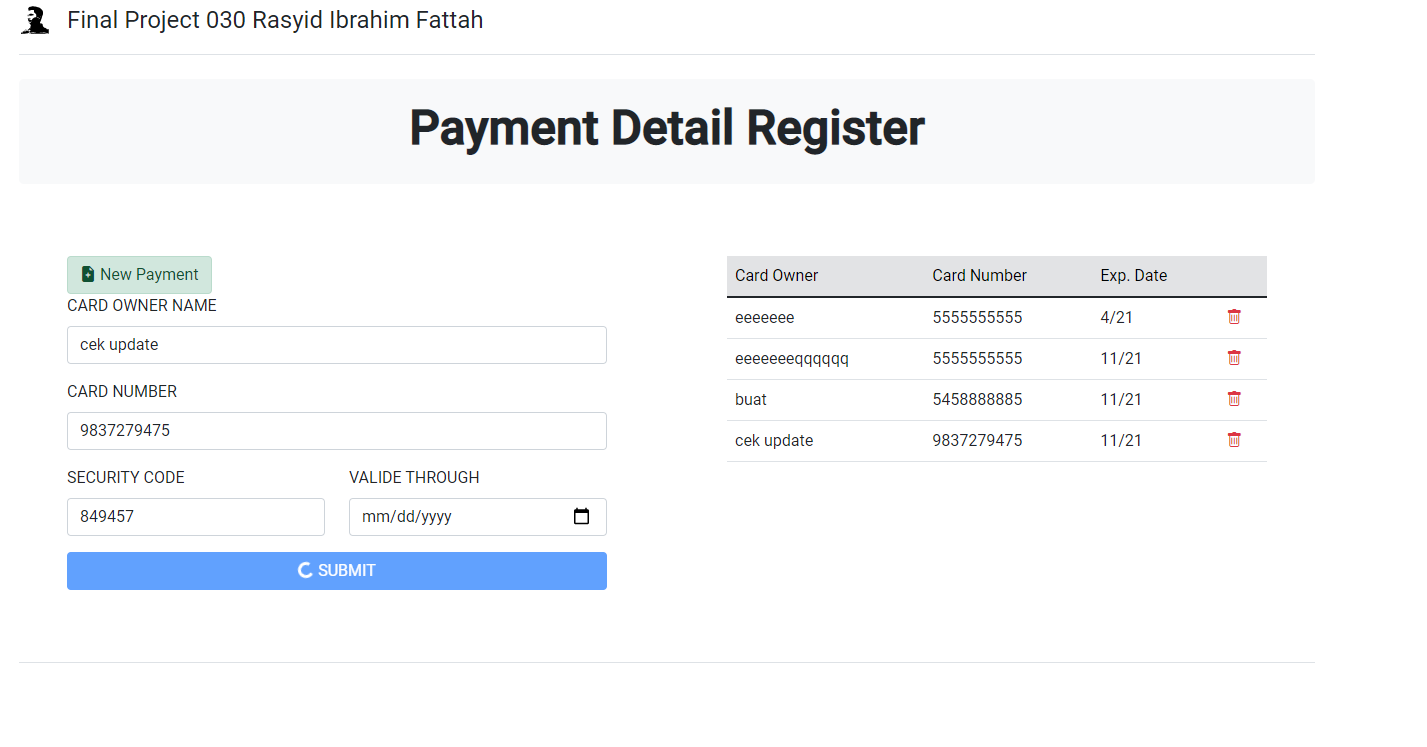 Final Project 030 Rasyid Ibrahim Fattah
Payment Detail Register
New Payment
CARD OWNER NAME
cek update
CARD NUMBER
9837279475
SECURITY CODE VALIDE THROUGH
849457 mm/dd/yyyy
SUBMIT
Card Owner Card Number Exp. Date
eeeeeee 5555555555 4/21
eeeeeeeqqqqqq 5555555555 11/21
buat 5458888885 11/21
cek update 9837279475 11/21